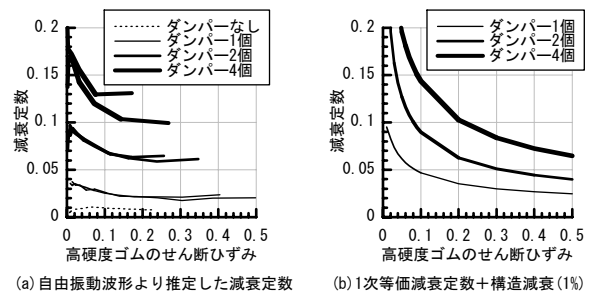 0.2
0.15
0.1
0.05
0
減衰定数
ダンパーなし
ダンパー1個
ダンパー2個
ダンパー4個
0 0.1 0.2 0.3 0.4 0.5
高硬度ゴムのせん断ひずみ
(a)自由振動波形より推定した減衰定数
0.2
0.15
0.1
0.05
0
減衰定数
ダンパー1個
ダンパー2個
ダンパー4個
0 0.1 0.2 0.3 0.4 0.5
高硬度ゴムのせん断ひずみ
(b)1次等価減衰定数+構造減衰(1%)